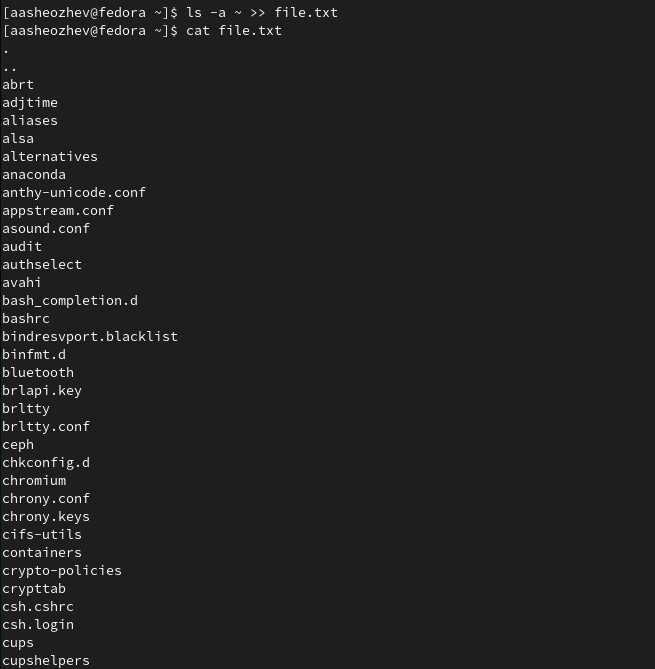 [aasheozhev@fedora ~]$ ls -a ~ >> file.txt
[aasheozhev@fedora ~]$ cat file.txt
.
..
abrt
adjtime
aliases
alsa
alternatives
anaconda
anthy-unicode.conf
appstream.conf
asound.conf
audit
authselect
avahi
bash_completion.d
bashrc
bindresvport.blacklist
binfmt.d
bluetooth
brlapi.key
brltty
brltty.conf
ceph
chkconfig.d
chromium
chrony.conf
chrony.keys
cifs-utils
containers
crypto-policies
crypttab
csh.cshrc
csh.login
cups
cupshelpers